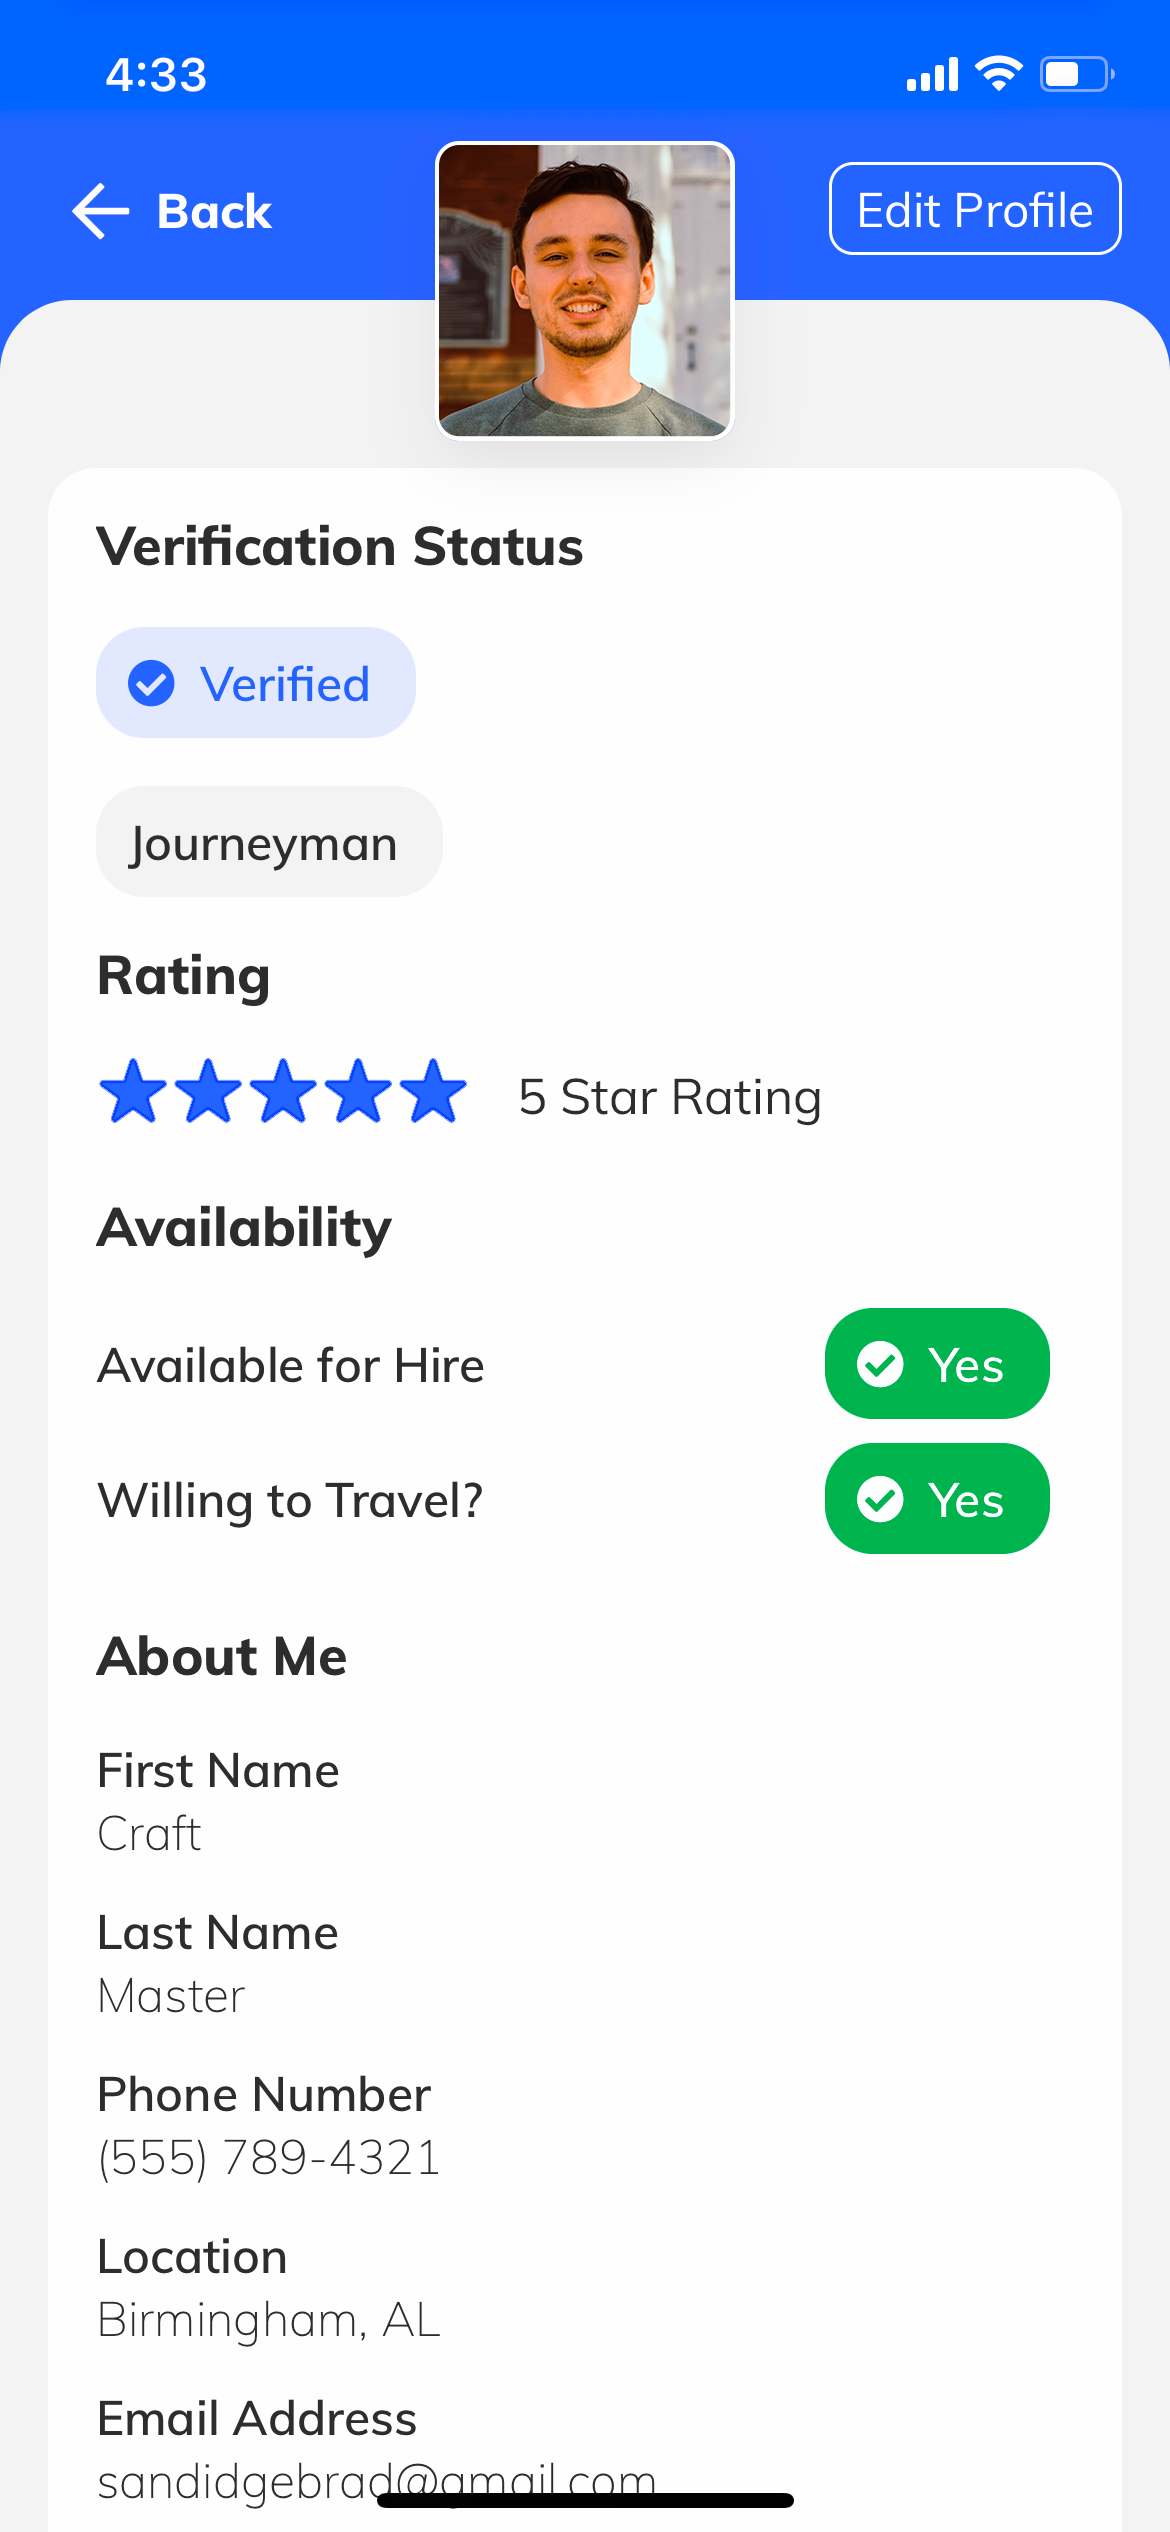 4:33
Back
Edit Profile
Verification Status
Verified
Journeyman
Rating
5 Star Rating
Availability
Available for Hire
Yes
Willing to Travel?
Yes
About Me
First Name
Craft
Last Name
Master
Phone Number
(555) 789-4321
Location
Birmingham, AL
Email Address
sandidgebrad@gmail.com